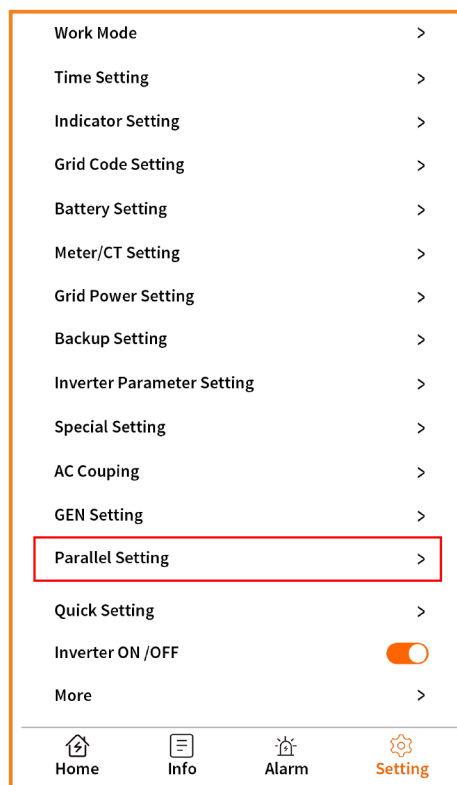 Work Mode >
Time Setting >
Indicator Setting >
Grid Code Setting >
Battery Setting >
Meter/CT Setting >
Grid Power Setting >
Backup Setting >
Inverter Parameter Setting >
Special Setting >
AC Couping >
GEN Setting >
Parallel Setting >
Quick Setting >
Inverter ON /OFF
More >
Home Info Alarm Setting